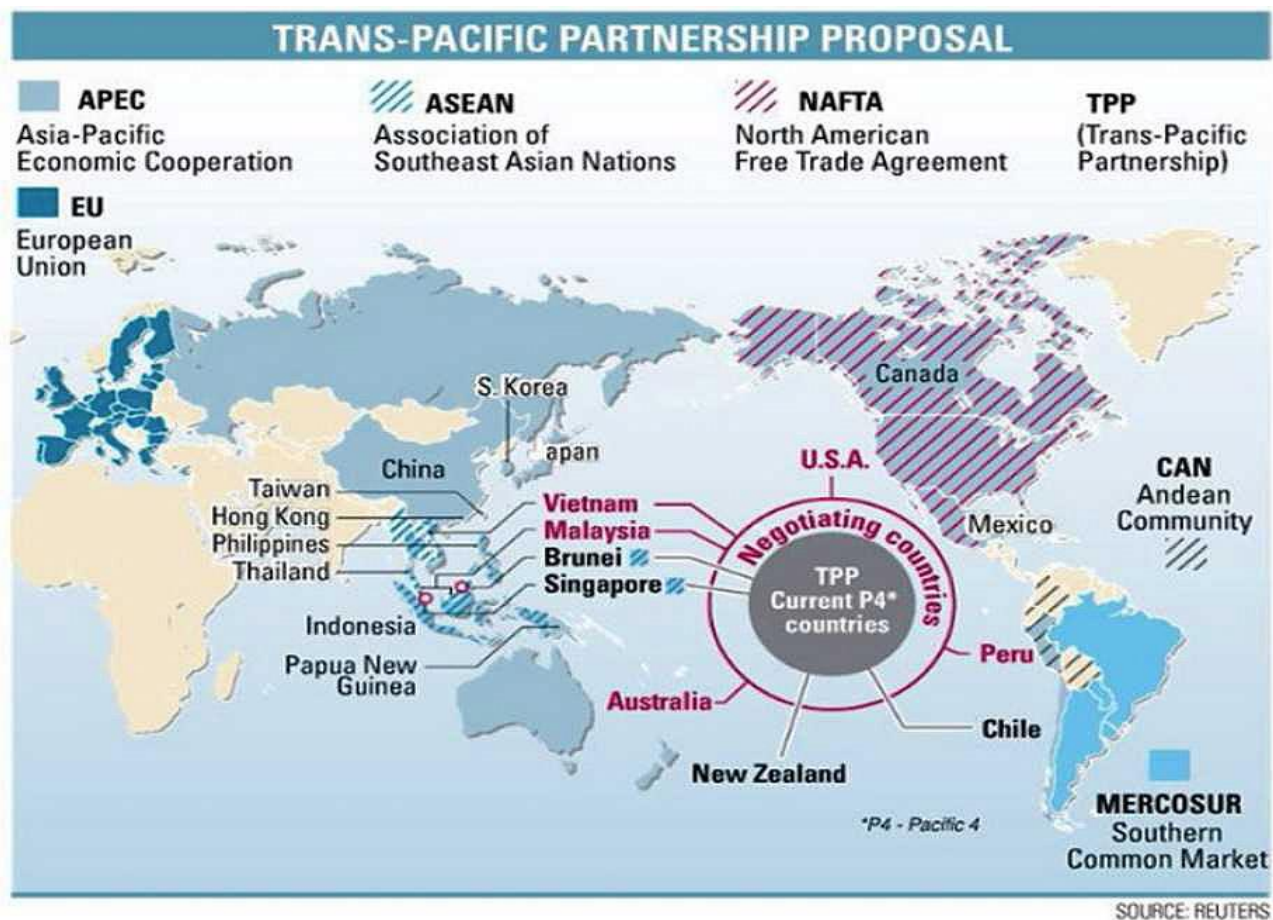 TRANS-PACIFIC PARTNERSHIP PROPOSAL
APEC
Asia-Pacific
Economic Cooperation
ASEAN
Association of
Southeast Asian Nations
NAFTA
North American
Free Trade Agreement
TPP
(Trans-Pacific
Partnership)
EU
European
Union
Canada
S. Korea
apan
China
U.S.A.
CAN
Andean
Community
Taiwan
Hong Kong
Philippines
Thailand
Vietnam
Malaysia
Brunei
Singapore
Negotiating countries
TPP
Current P4*
countries
Mexico
Indonesia
Papua New
Guinea
Peru
Australia
Chile
New Zealand
*P4 - Pacific 4
MERCOSUR
Southern
Common Market
SOURCE: REUTERS